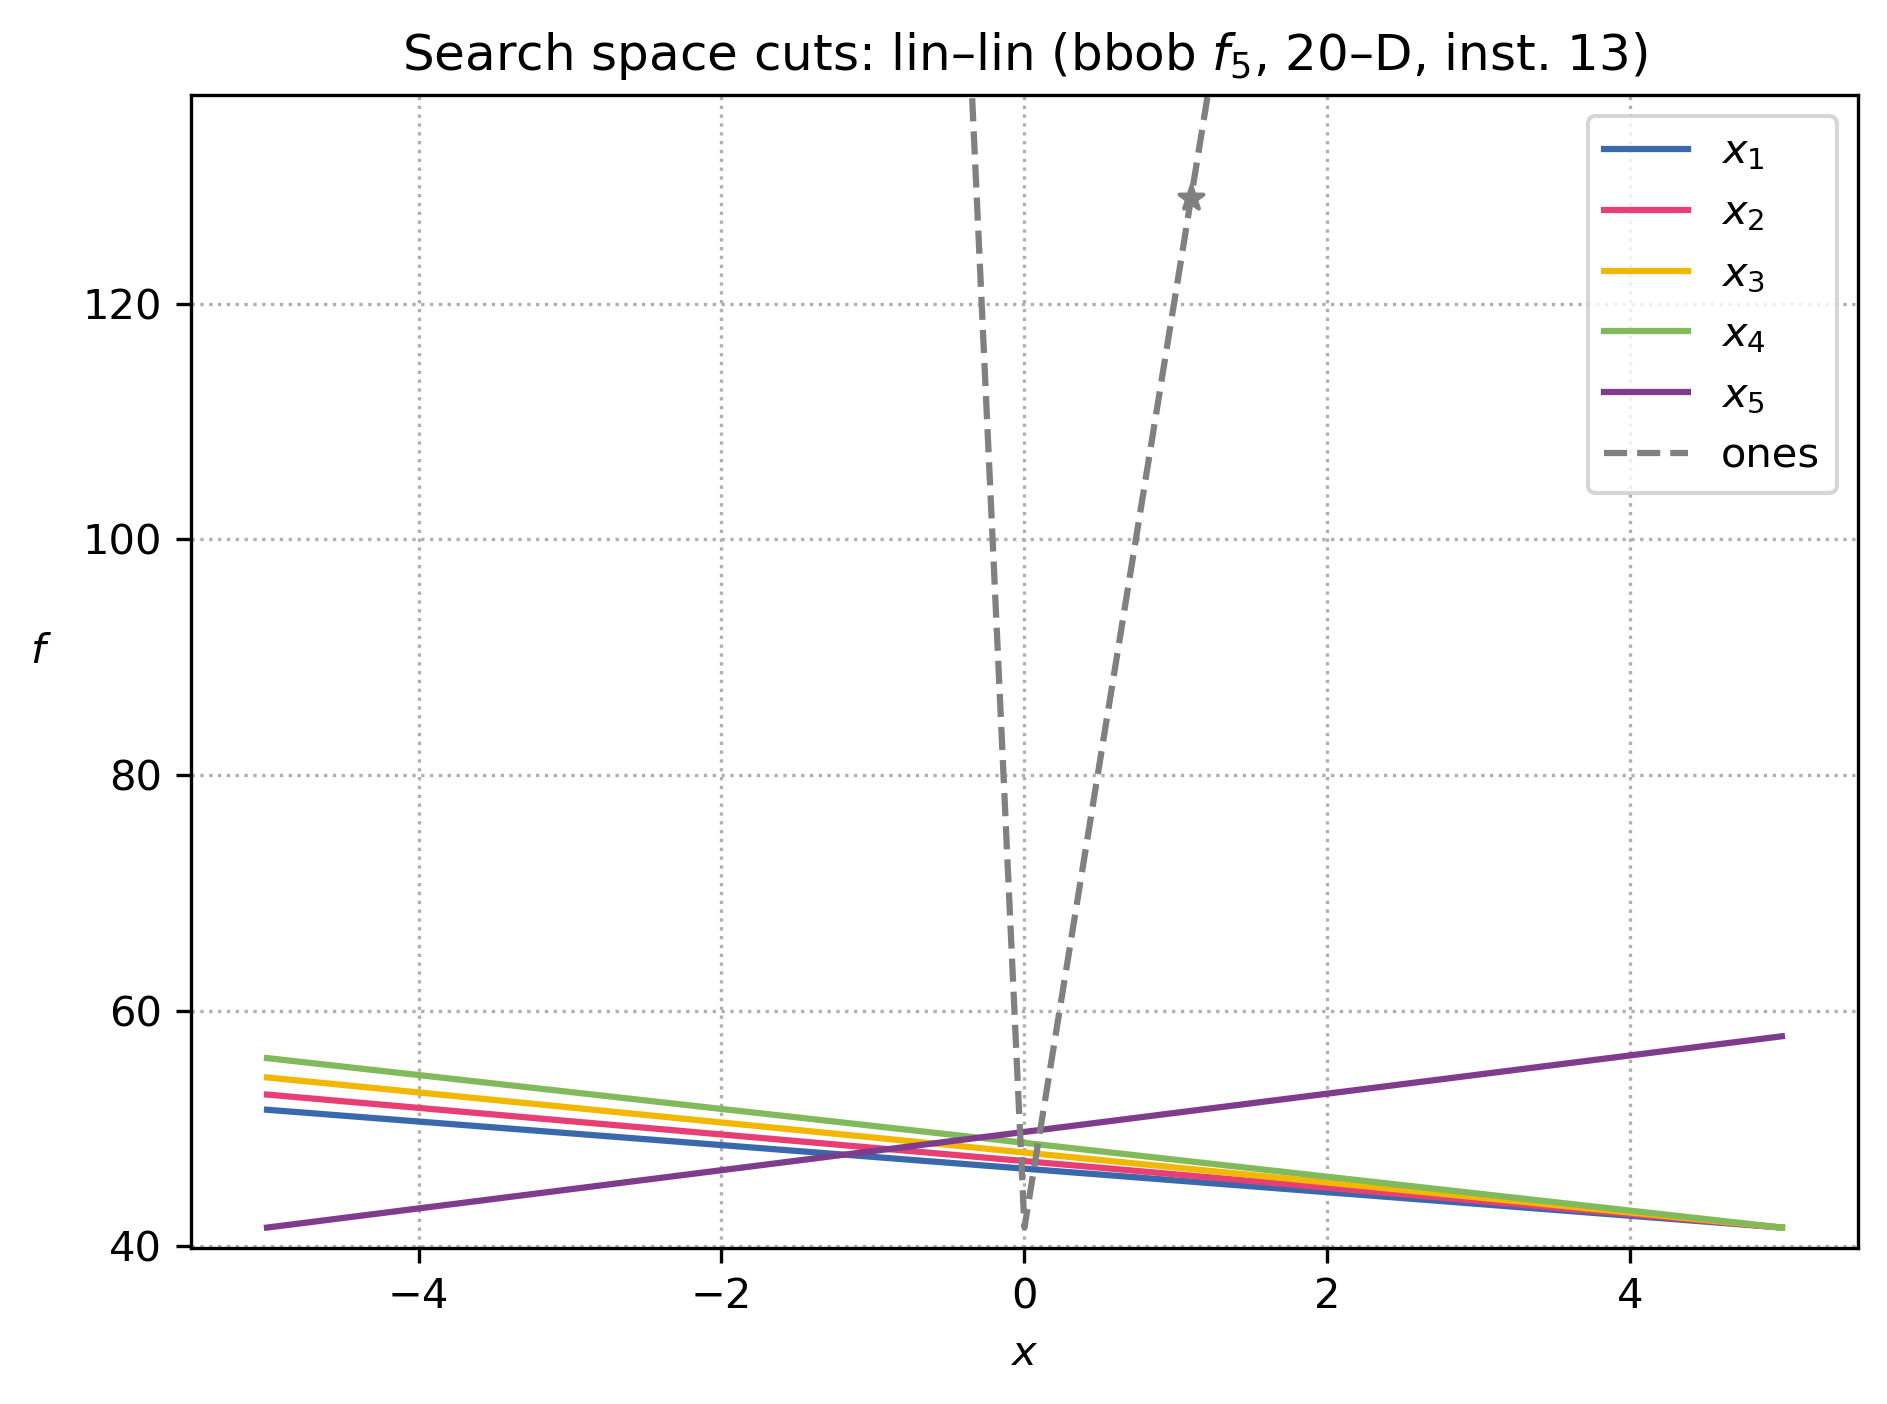 Search space cuts: lin–lin (bbob f₅, 20–D, inst. 13)
x₁
x₂
x₃
x₄
x₅
ones
120
100
80
60
40
f
−4
−2
0
2
4
x